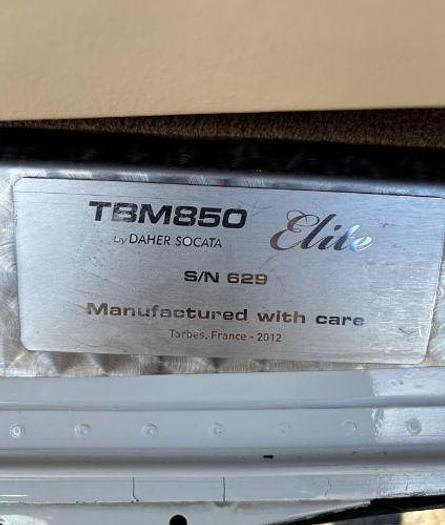 TBM850 Elite
by DAHER SOCATA
S/N 629
Manufactured with care
Tarbes, France - 2012